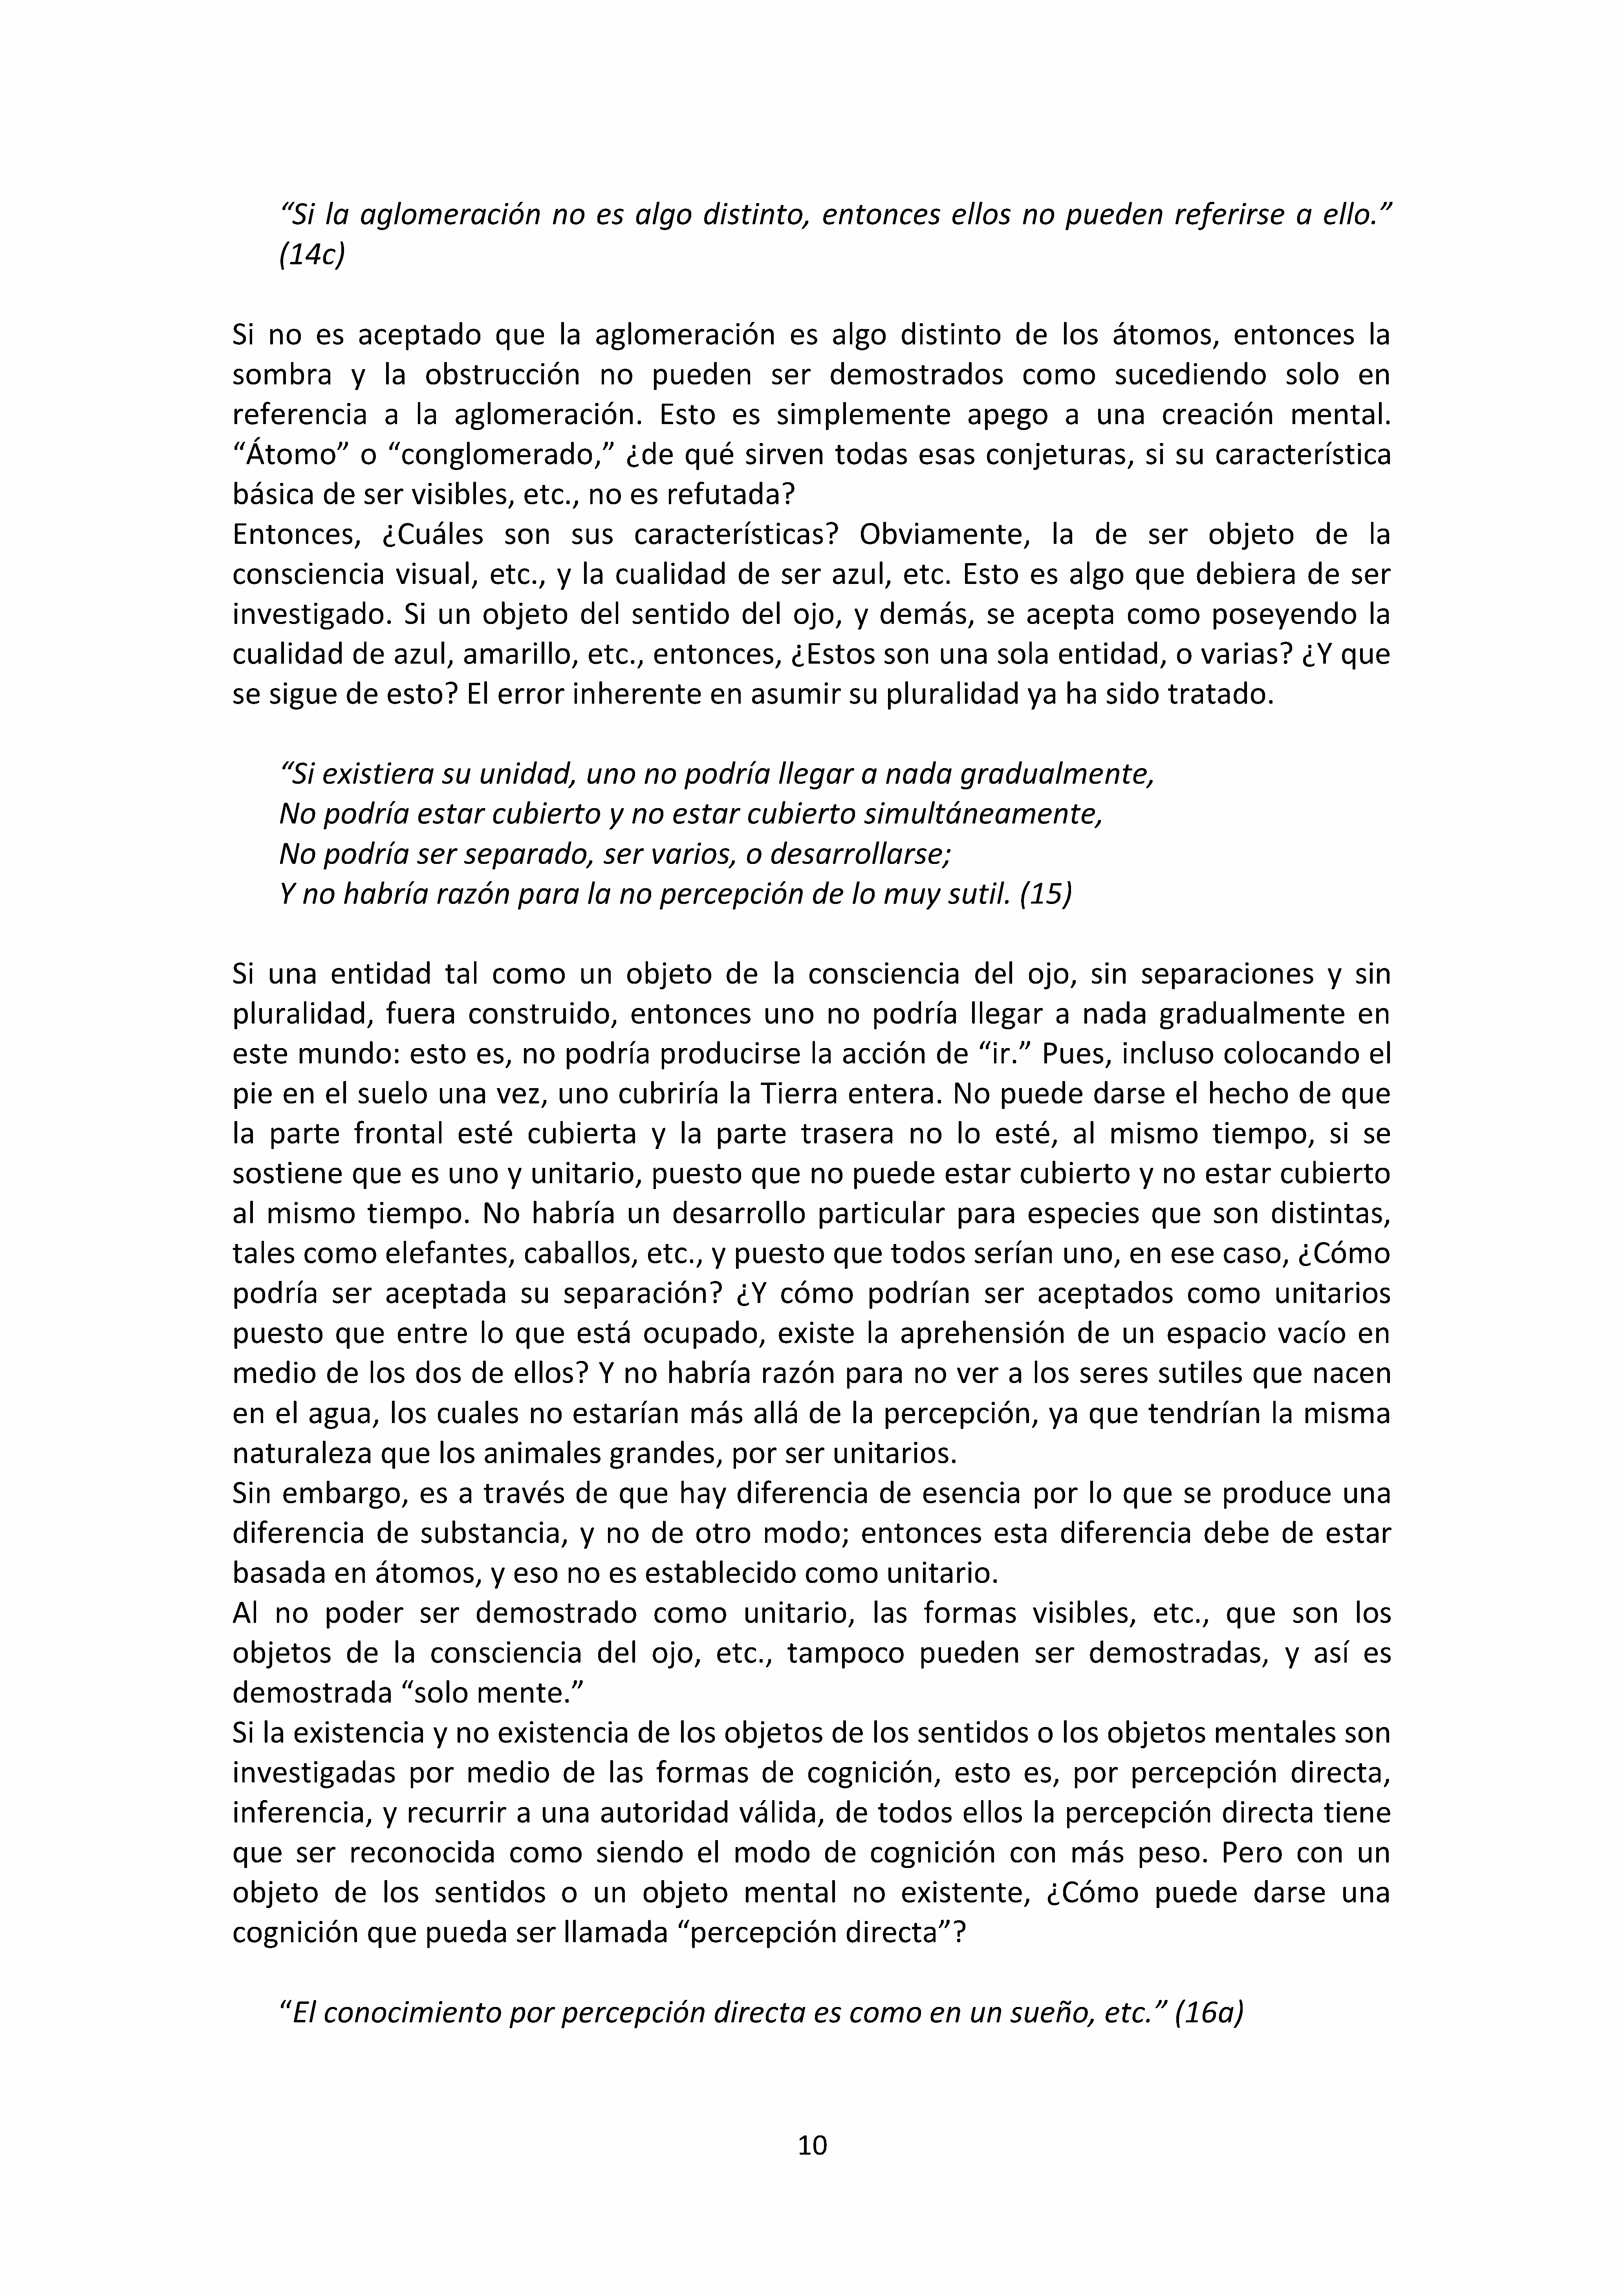 “Si la aglomeración no es algo distinto, entonces ellos no pueden referirse a ello.”
(14c)
Si no es aceptado que la aglomeración es algo distinto de los átomos, entonces la
sombra y la obstrucción no pueden ser demostrados como sucediendo solo en
referencia a la aglomeración. Esto es simplemente apego a una creación mental.
“Átomo” o “conglomerado,” ¿de qué sirven todas esas conjeturas, si su característica
básica de ser visibles, etc., no es refutada?
Entonces, ¿Cuáles son sus características? Obviamente, la de ser objeto de la
consciencia visual, etc., y la cualidad de ser azul, etc. Esto es algo que debiera de ser
investigado. Si un objeto del sentido del ojo, y demás, se acepta como poseyendo la
cualidad de azul, amarillo, etc., entonces, ¿Estos son una sola entidad, o varias? ¿Y que
se sigue de esto? El error inherente en asumir su pluralidad ya ha sido tratado.
“Si existiera su unidad, uno no podría llegar a nada gradualmente,
No podría estar cubierto y no estar cubierto simultáneamente,
No podría ser separado, ser varios, o desarrollarse;
Y no habría razón para la no percepción de lo muy sutil. (15)
Si una entidad tal como un objeto de la consciencia del ojo, sin separaciones y sin
pluralidad, fuera construido, entonces uno no podría llegar a nada gradualmente en
este mundo: esto es, no podría producirse la acción de “ir.” Pues, incluso colocando el
pie en el suelo una vez, uno cubriría la Tierra entera. No puede darse el hecho de que
la parte frontal esté cubierta y la parte trasera no lo esté, al mismo tiempo, si se
sostiene que es uno y unitario, puesto que no puede estar cubierto y no estar cubierto
al mismo tiempo. No habría un desarrollo particular para especies que son distintas,
tales como elefantes, caballos, etc., y puesto que todos serían uno, en ese caso, ¿Cómo
podría ser aceptada su separación? ¿Y cómo podrían ser aceptados como unitarios
puesto que entre lo que está ocupado, existe la aprehensión de un espacio vacío en
medio de los dos de ellos? Y no habría razón para no ver a los seres sutiles que nacen
en el agua, los cuales no estarían más allá de la percepción, ya que tendrían la misma
naturaleza que los animales grandes, por ser unitarios.
Sin embargo, es a través de que hay diferencia de esencia por lo que se produce una
diferencia de substancia, y no de otro modo; entonces esta diferencia debe de estar
basada en átomos, y eso no es establecido como unitario.
Al no poder ser demostrado como unitario, las formas visibles, etc., que son los
objetos de la consciencia del ojo, etc., tampoco pueden ser demostradas, y así es
demostrada “solo mente.”
Si la existencia y no existencia de los objetos de los sentidos o los objetos mentales son
investigadas por medio de las formas de cognición, esto es, por percepción directa,
inferencia, y recurrir a una autoridad válida, de todos ellos la percepción directa tiene
que ser reconocida como siendo el modo de cognición con más peso. Pero con un
objeto de los sentidos o un objeto mental no existente, ¿Cómo puede darse una
cognición que pueda ser llamada “percepción directa”?
“El conocimiento por percepción directa es como en un sueño, etc.” (16a)
10